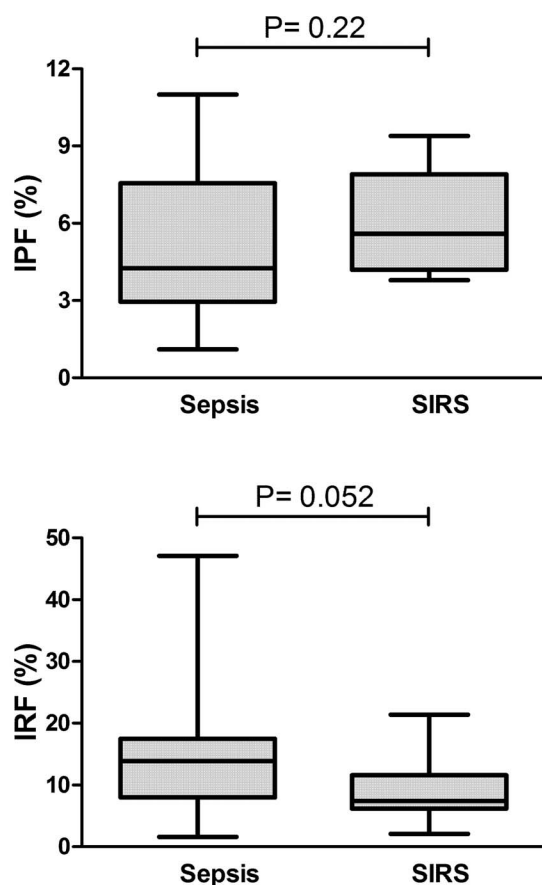 P= 0.22
12
9
6
3
0
IPF (%)
Sepsis SIRS
P= 0.052
50
40
30
20
10
0
IRF (%)
Sepsis SIRS